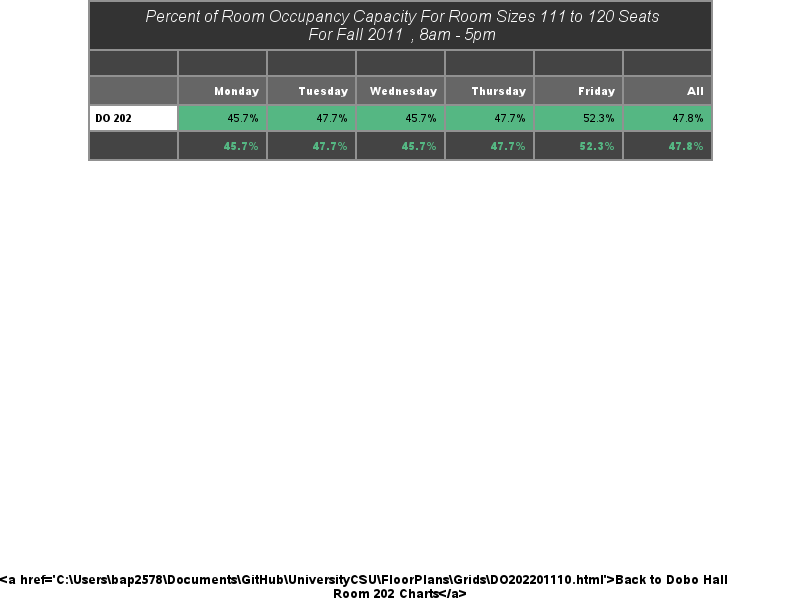 Percent of Room Occupancy Capacity For Room Sizes 111 to 120 Seats
For Fall 2011 , 8am - 5pm
Monday Tuesday Wednesday Thursday Friday All
DO 202 45.7% 47.7% 45.7% 47.7% 52.3% 47.8%
45.7% 47.7% 45.7% 47.7% 52.3% 47.8%
<a href='C:\Users\bap2578\Documents\GitHub\UniversityCSU\FloorPlans\Grids\DO202201110.html'>Back to Dobo Hall
Room 202 Charts</a>